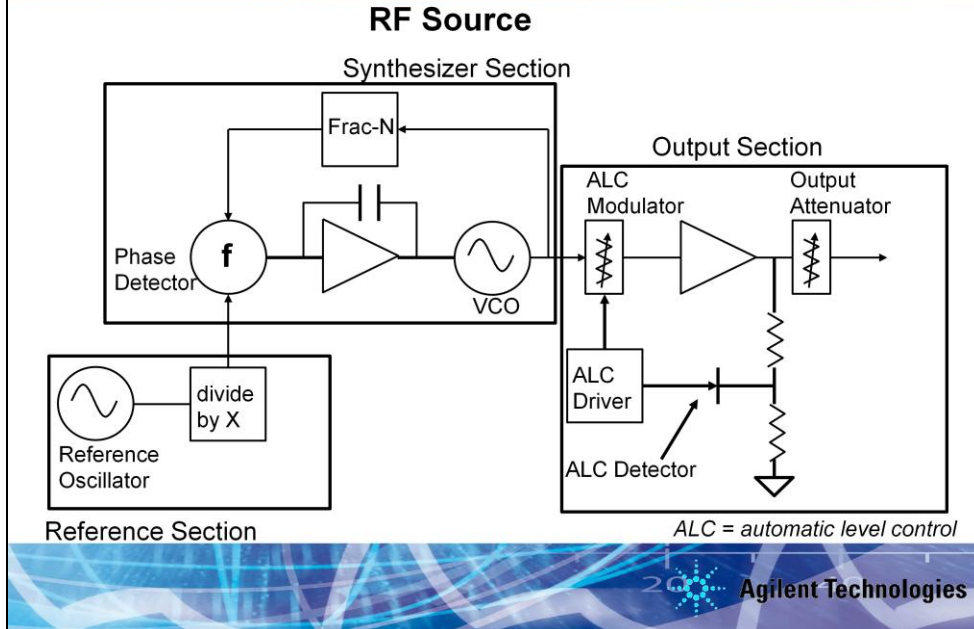 RF Source
Synthesizer Section
Frac-N
Phase
Detector
f
VCO
Output Section
ALC
Modulator
Output
Attenuator
ALC
Driver
ALC Detector
divide
by X
Reference
Oscillator
Reference Section
ALC = automatic level control
20
Agilent Technologies